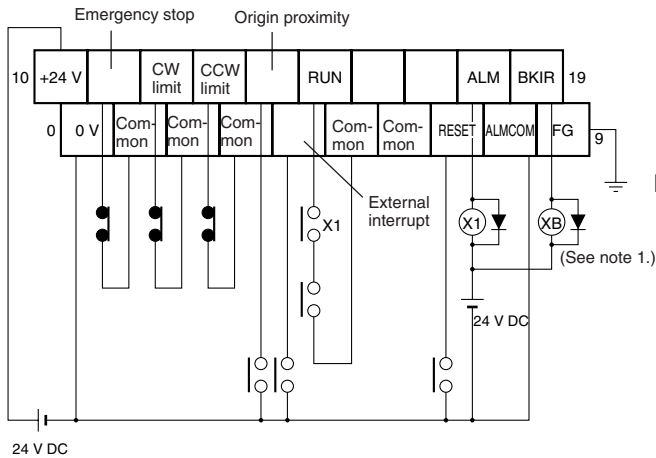 Emergency stop
Origin proximity
10
+24 V
CW
limit
CCW
limit
RUN
ALM
BKIR
19
0
0 V
Com-
mon
Com-
mon
Com-
mon
Com-
mon
Com-
mon
RESET
ALMCOM
FG
9
External
interrupt
X1
X1
XB
(See note 1.)
24 V DC
24 V DC